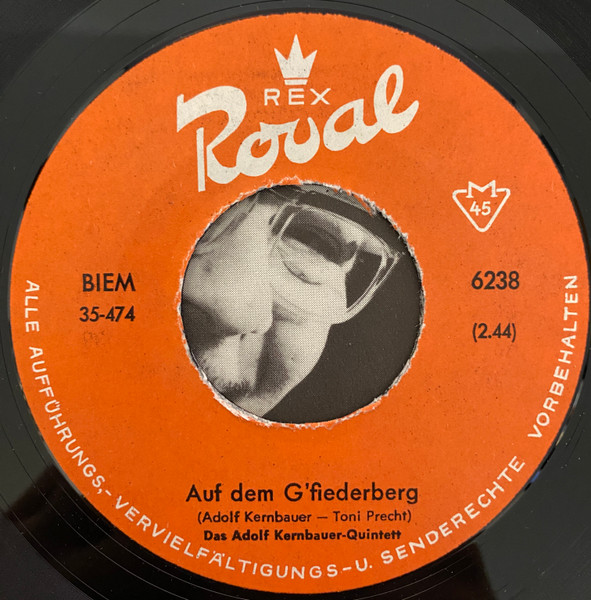 REX
Royal
M
45
BIEM
35-474
6238
(2.44)
Auf dem G'fiederberg
(Adolf Kernbauer — Toni Precht)
Das Adolf Kernbauer-Quintett
ALLE AUFFÜHRUNGS,- VERVIELFÄLTIGUNGS-U. SENDERECHTE VORBEHALTEN